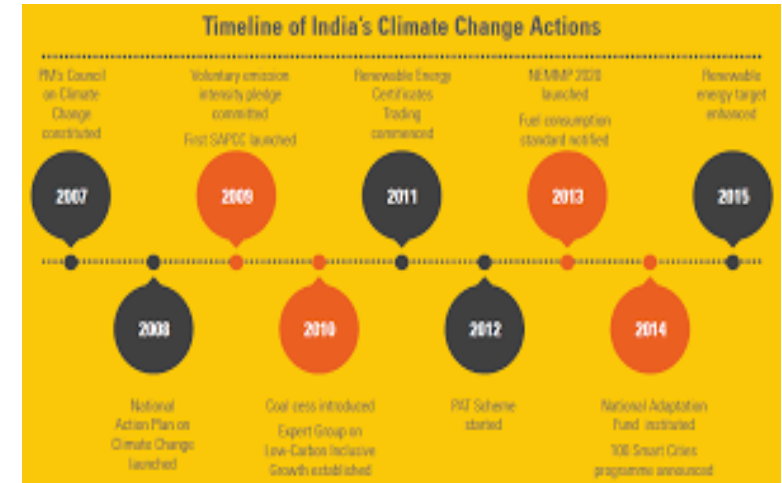 Timeline of India's Climate Change Actions
PM's Council
on Climate
Change
constituted
Voluntary emission
intensity pledge
committed
First SAPCC launched
Renewable Energy
Certificates
Trading
commenced
NEMMP 2020
launched
Fuel consumption
standard notified
Renewable
energy target
enhanced
2007
2009
2011
2013
2015
2008
2010
2012
2014
National
Action Plan on
Climate Change
launched
Coal cess introduced
Expert Group on
Low-Carbon Inclusive
Growth established
PAT Scheme
started
National Adaptation
Fund instituted
100 Smart Cities
programme announced